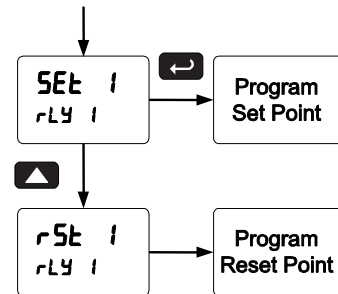 SEt 1
rLY 1
Program
Set Point
rSt 1
rLY 1
Program
Reset Point